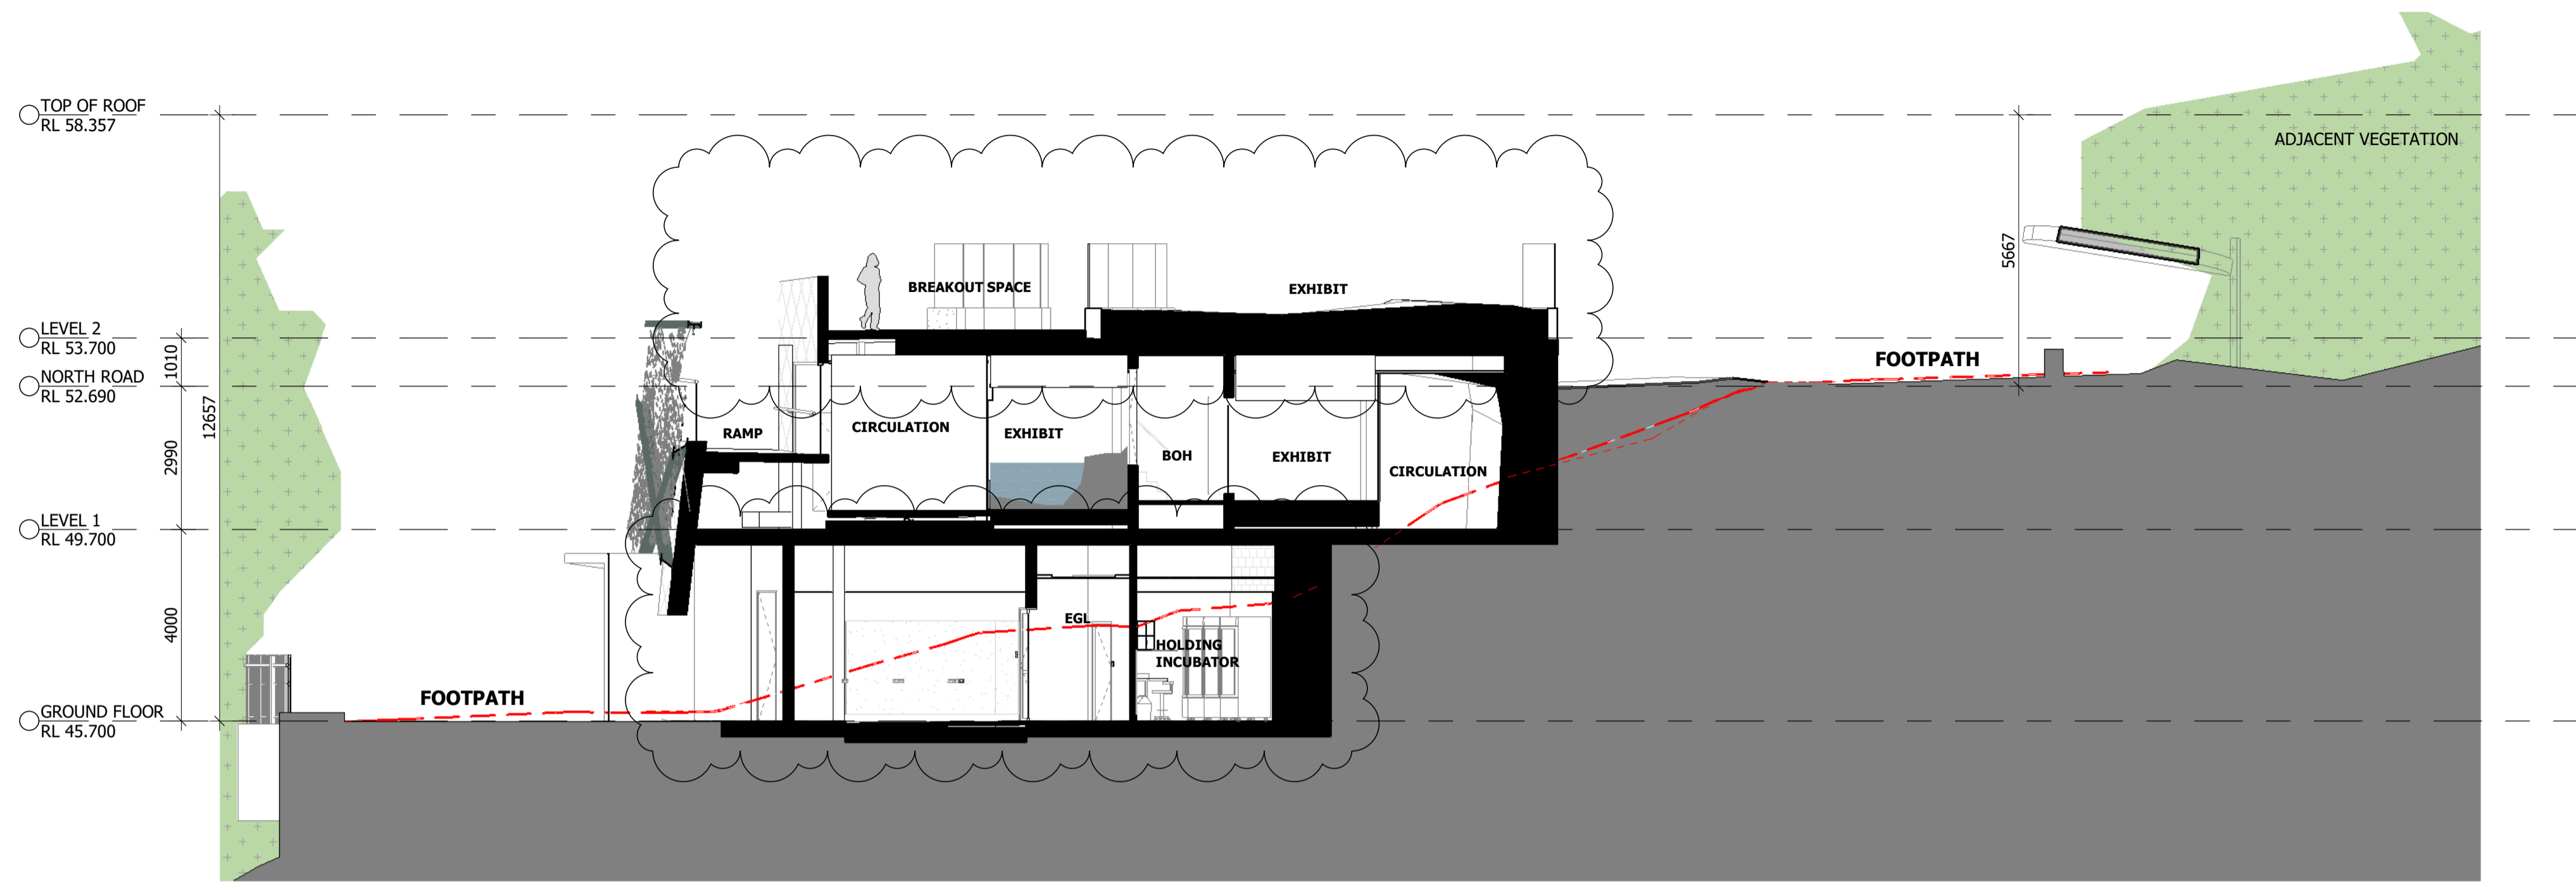 TOP OF ROOF
RL 58.357
ADJACENT VEGETATION
5667
BREAKOUT SPACE
EXHIBIT
LEVEL 2
RL 53.700
1010
NORTH ROAD
RL 52.690
FOOTPATH
12657
2990
RAMP
CIRCULATION
EXHIBIT
BOH
EXHIBIT
CIRCULATION
LEVEL 1
RL 49.700
4000
EGL
HOLDING
INCUBATOR
FOOTPATH
GROUND FLOOR
RL 45.700